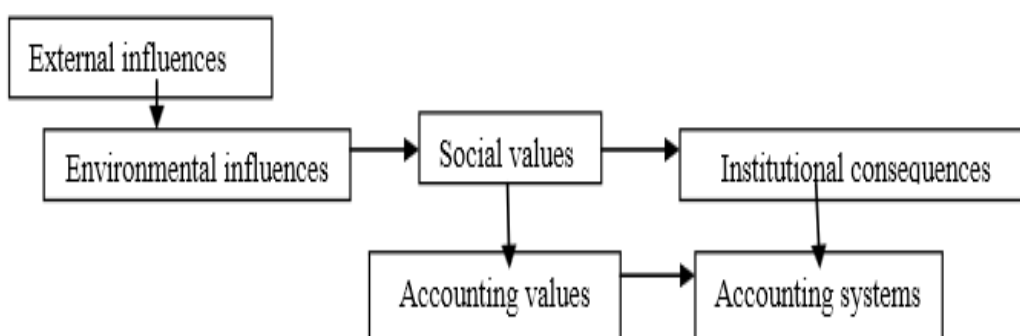 External influences
Environmental influences
Social values
Institutional consequences
Accounting values
Accounting systems